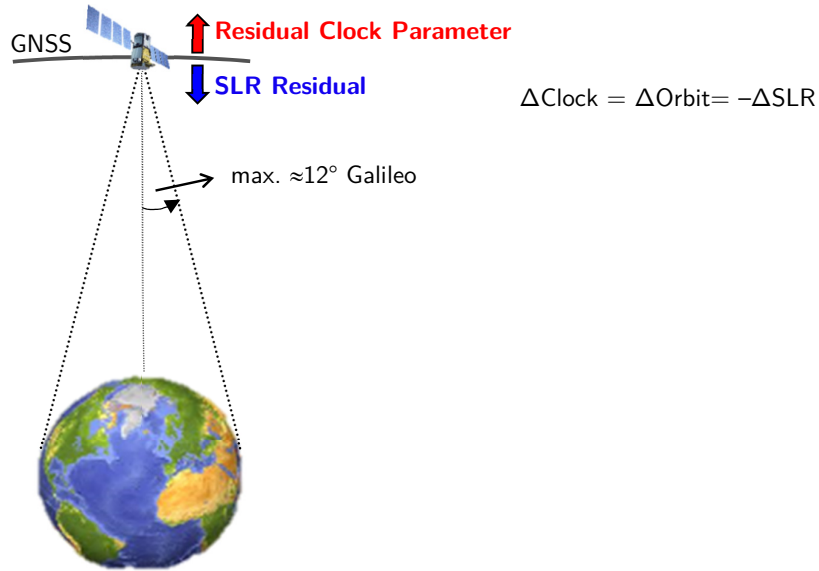 Residual Clock Parameter
GNSS
SLR Residual
ΔClock = ΔOrbit= –ΔSLR
max. ≈12° Galileo